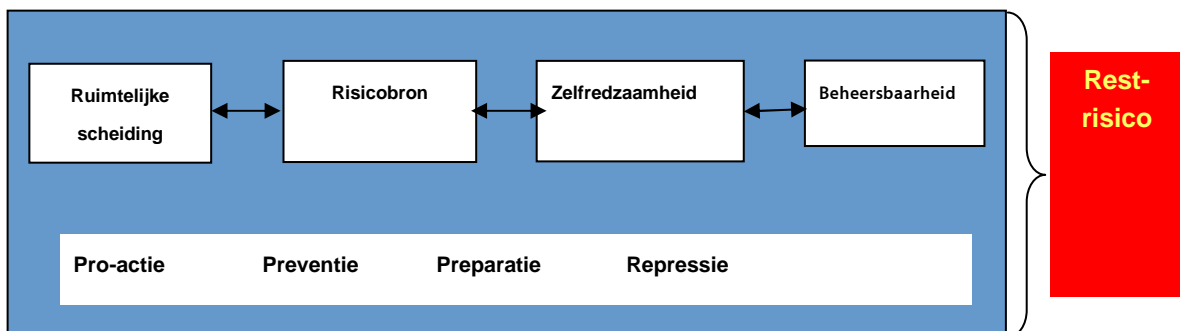 Ruimtelijke
scheiding
Risicobron
Zelfredzaamheid
Beheersbaarheid
Rest-
risico
Pro-actie Preventie Preparatie Repressie